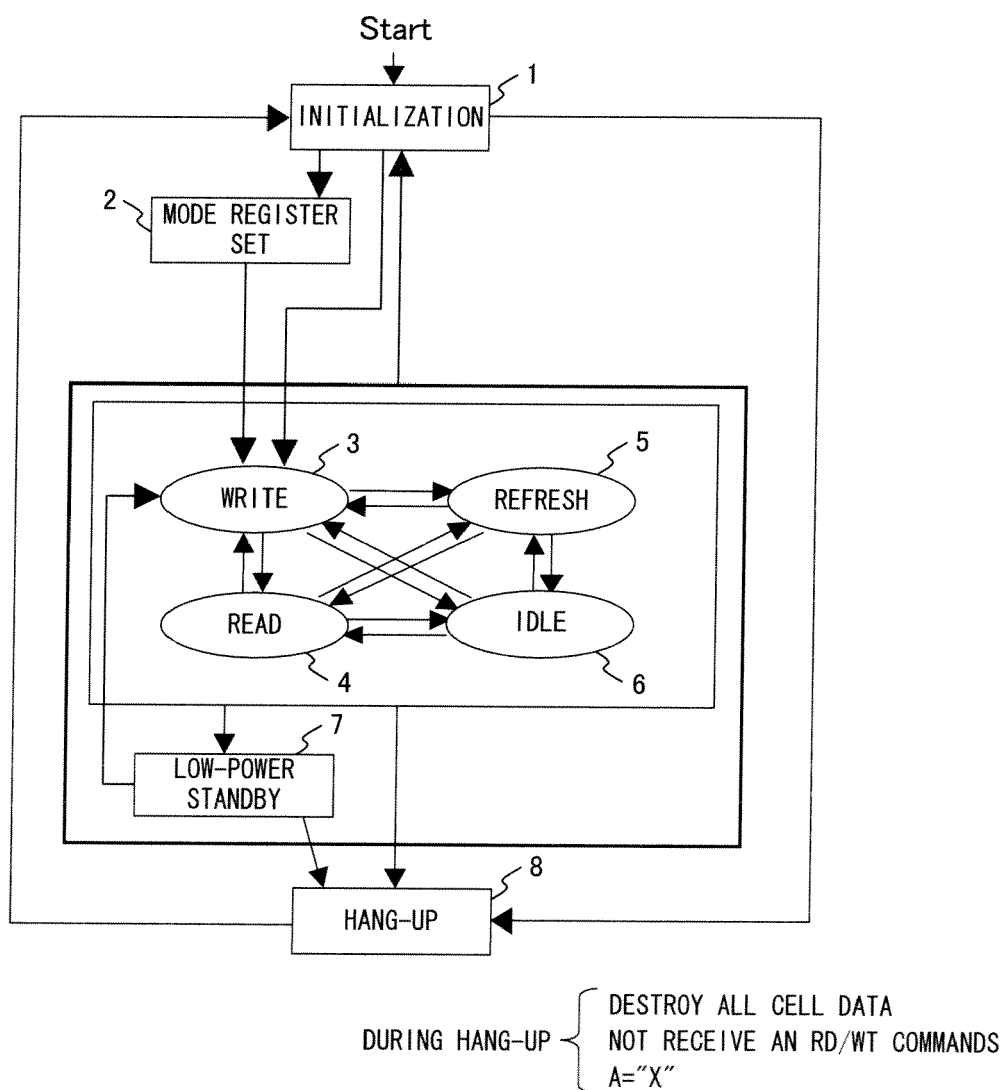 Start
1
INITIALIZATION
2
MODE REGISTER
SET
3
5
WRITE
REFRESH
READ
IDLE
4
6
7
LOW-POWER
STANDBY
8
HANG-UP
DURING HANG-UP
DESTROY ALL CELL DATA
NOT RECEIVE AN RD/WT COMMANDS
A="X"